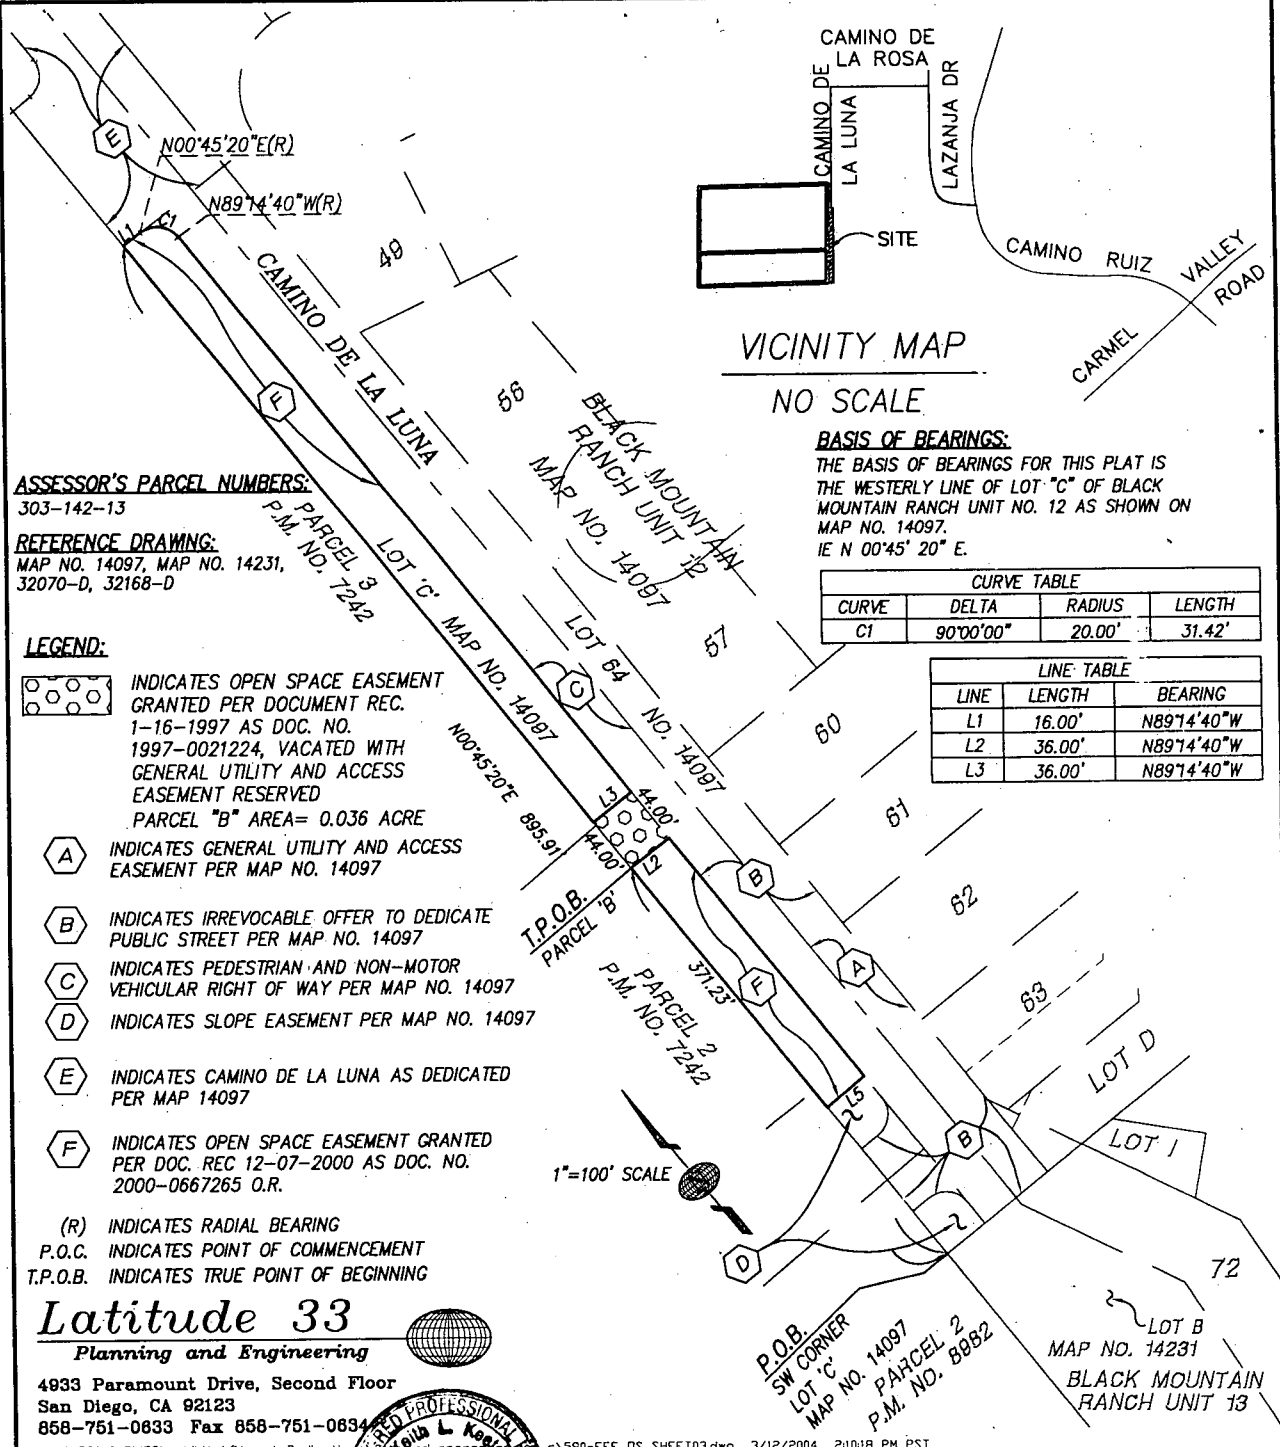 CAMINO DE
LA ROSA
CAMINO DE
LA LUNA
LAZANJA DR
SITE
CAMINO RUIZ
VALLEY
ROAD
CARMEL
VICINITY MAP
NO SCALE
E
N00°45'20"E(R)
N89°14'40"W(R)
L1
C1
49
CAMINO DE LA LUNA
F
56
BLACK MOUNTAIN
RANCH UNIT 12
MAP NO. 14097
BASIS OF BEARINGS:
THE BASIS OF BEARINGS FOR THIS PLAT IS
THE WESTERLY LINE OF LOT "C" OF BLACK
MOUNTAIN RANCH UNIT NO. 12 AS SHOWN ON
MAP NO. 14097.
IE N 00°45' 20" E.
CURVE TABLE
CURVE DELTA RADIUS LENGTH
C1 90°00'00" 20.00' 31.42'
LINE TABLE
LINE LENGTH BEARING
L1 16.00' N89°14'40"W
L2 36.00' N89°14'40"W
L3 36.00' N89°14'40"W
ASSESSOR'S PARCEL NUMBERS:
303-142-13
REFERENCE DRAWING:
MAP NO. 14097, MAP NO. 14231,
32070-D, 32168-D
PARCEL 3
P.M. NO. 7242
LOT 'C' MAP NO. 14097
LOT 64
NO. 14097
57
60
61
62
63
C
N00°45'20"E 895.91'
L3
44.00'
44.00'
L2
T.P.O.B.
PARCEL 'B'
B
A
F
371.23'
PARCEL 2
P.M. NO. 7242
L5
LOT D
LOT I
B
D
1"=100' SCALE
72
LOT B
MAP NO. 14231
BLACK MOUNTAIN
RANCH UNIT 13
P.O.B.
SW CORNER
LOT 'C'
MAP NO. 14097
PARCEL 2
P.M. NO. 8982
LEGEND:
INDICATES OPEN SPACE EASEMENT
GRANTED PER DOCUMENT REC.
1-16-1997 AS DOC. NO.
1997-0021224, VACATED WITH
GENERAL UTILITY AND ACCESS
EASEMENT RESERVED
PARCEL "B" AREA= 0.036 ACRE
A INDICATES GENERAL UTILITY AND ACCESS
EASEMENT PER MAP NO. 14097
B INDICATES IRREVOCABLE OFFER TO DEDICATE
PUBLIC STREET PER MAP NO. 14097
C INDICATES PEDESTRIAN AND NON-MOTOR
VEHICULAR RIGHT OF WAY PER MAP NO. 14097
D INDICATES SLOPE EASEMENT PER MAP NO. 14097
E INDICATES CAMINO DE LA LUNA AS DEDICATED
PER MAP 14097
F INDICATES OPEN SPACE EASEMENT GRANTED
PER DOC. REC 12-07-2000 AS DOC. NO.
2000-0667265 O.R.
(R) INDICATES RADIAL BEARING
P.O.C. INDICATES POINT OF COMMENCEMENT
T.P.O.B. INDICATES TRUE POINT OF BEGINNING
Latitude 33
Planning and Engineering
4933 Paramount Drive, Second Floor
San Diego, CA 92123
858-751-0633 Fax 858-751-0634
PROFESSIONAL
Keith L.
3/12/2004 2:10:18 PM PST